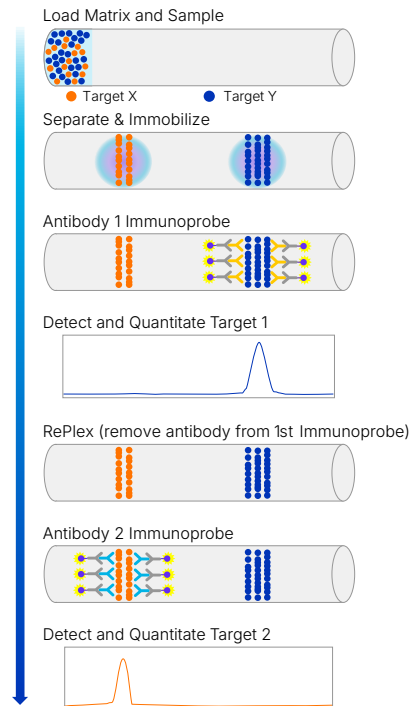 Load Matrix and Sample
Target X
Target Y
Separate & Immobilize
Antibody 1 Immunoprobe
Detect and Quantitate Target 1
RePlex (remove antibody from 1st Immunoprobe)
Antibody 2 Immunoprobe
Detect and Quantitate Target 2